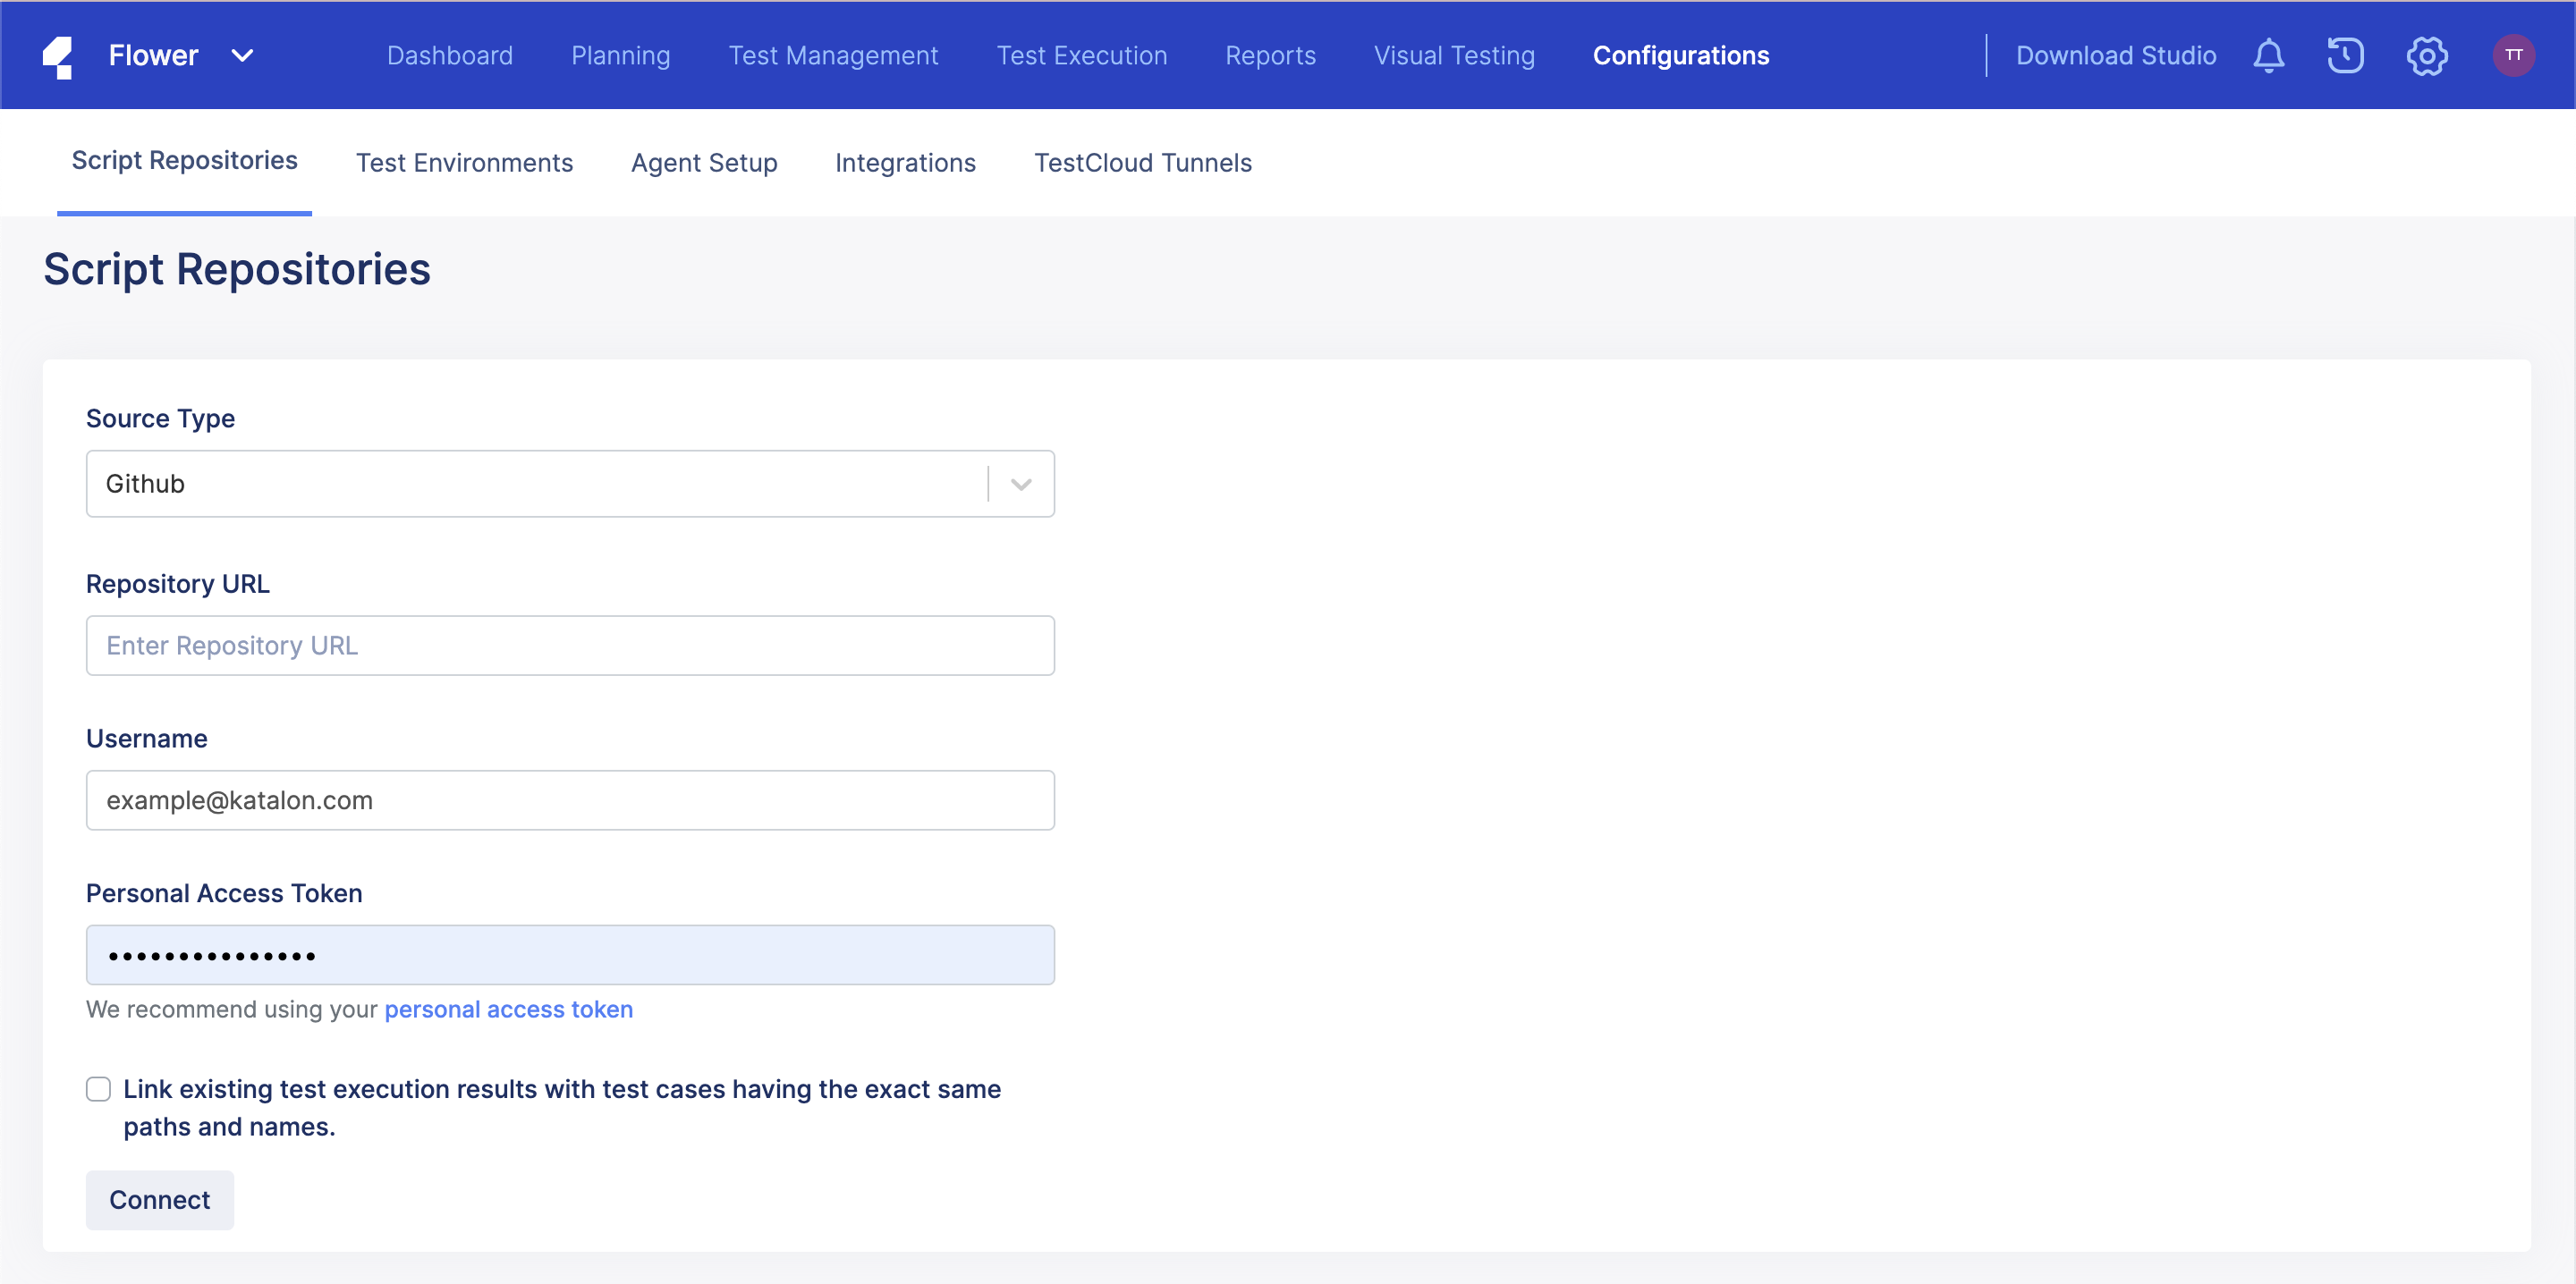 Flower
Dashboard
Planning
Test Management
Test Execution
Reports
Visual Testing
Configurations
Download Studio
TT
Script Repositories
Test Environments
Agent Setup
Integrations
TestCloud Tunnels
Script Repositories
Source Type
Github
Repository URL
Enter Repository URL
Username
example@katalon.com
Personal Access Token
•••••••••••••••
We recommend using your personal access token
Link existing test execution results with test cases having the exact same
paths and names.
Connect